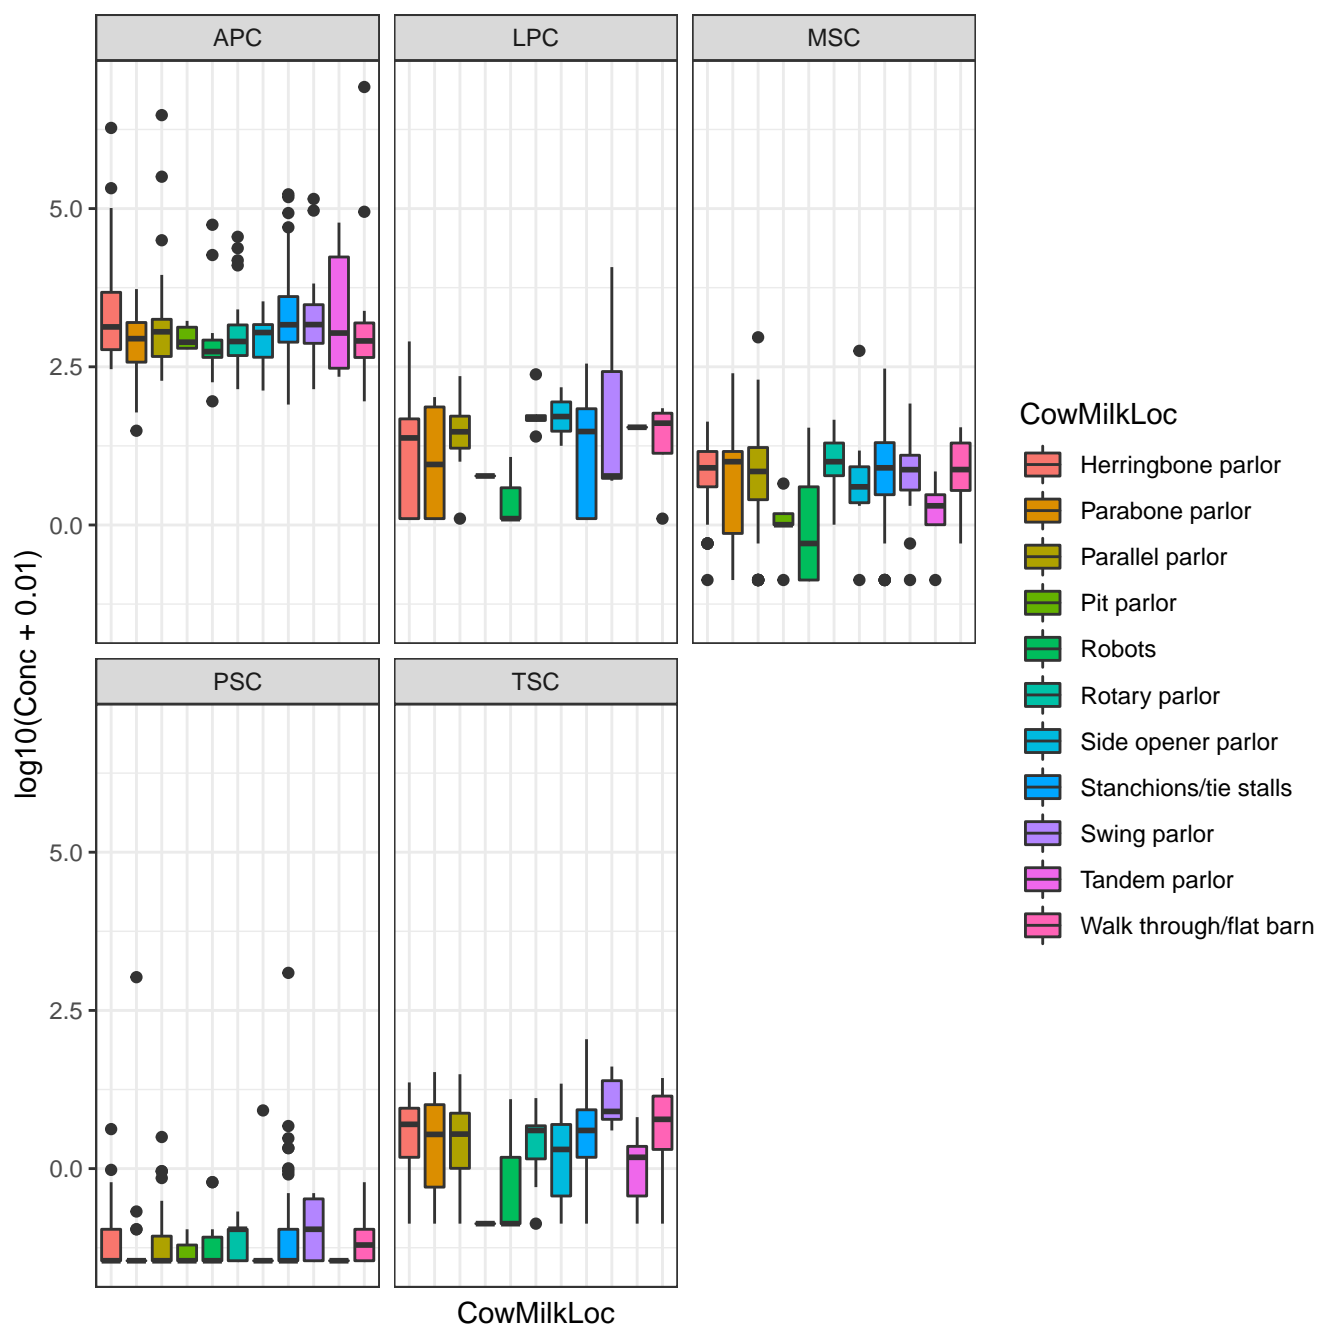 APC
LPC
MSC
5.0
2.5
0.0
PSC
TSC
5.0
2.5
0.0
log10(Conc + 0.01)
CowMilkLoc
CowMilkLoc
Herringbone parlor
Parabone parlor
Parallel parlor
Pit parlor
Robots
Rotary parlor
Side opener parlor
Stanchions/tie stalls
Swing parlor
Tandem parlor
Walk through/flat barn